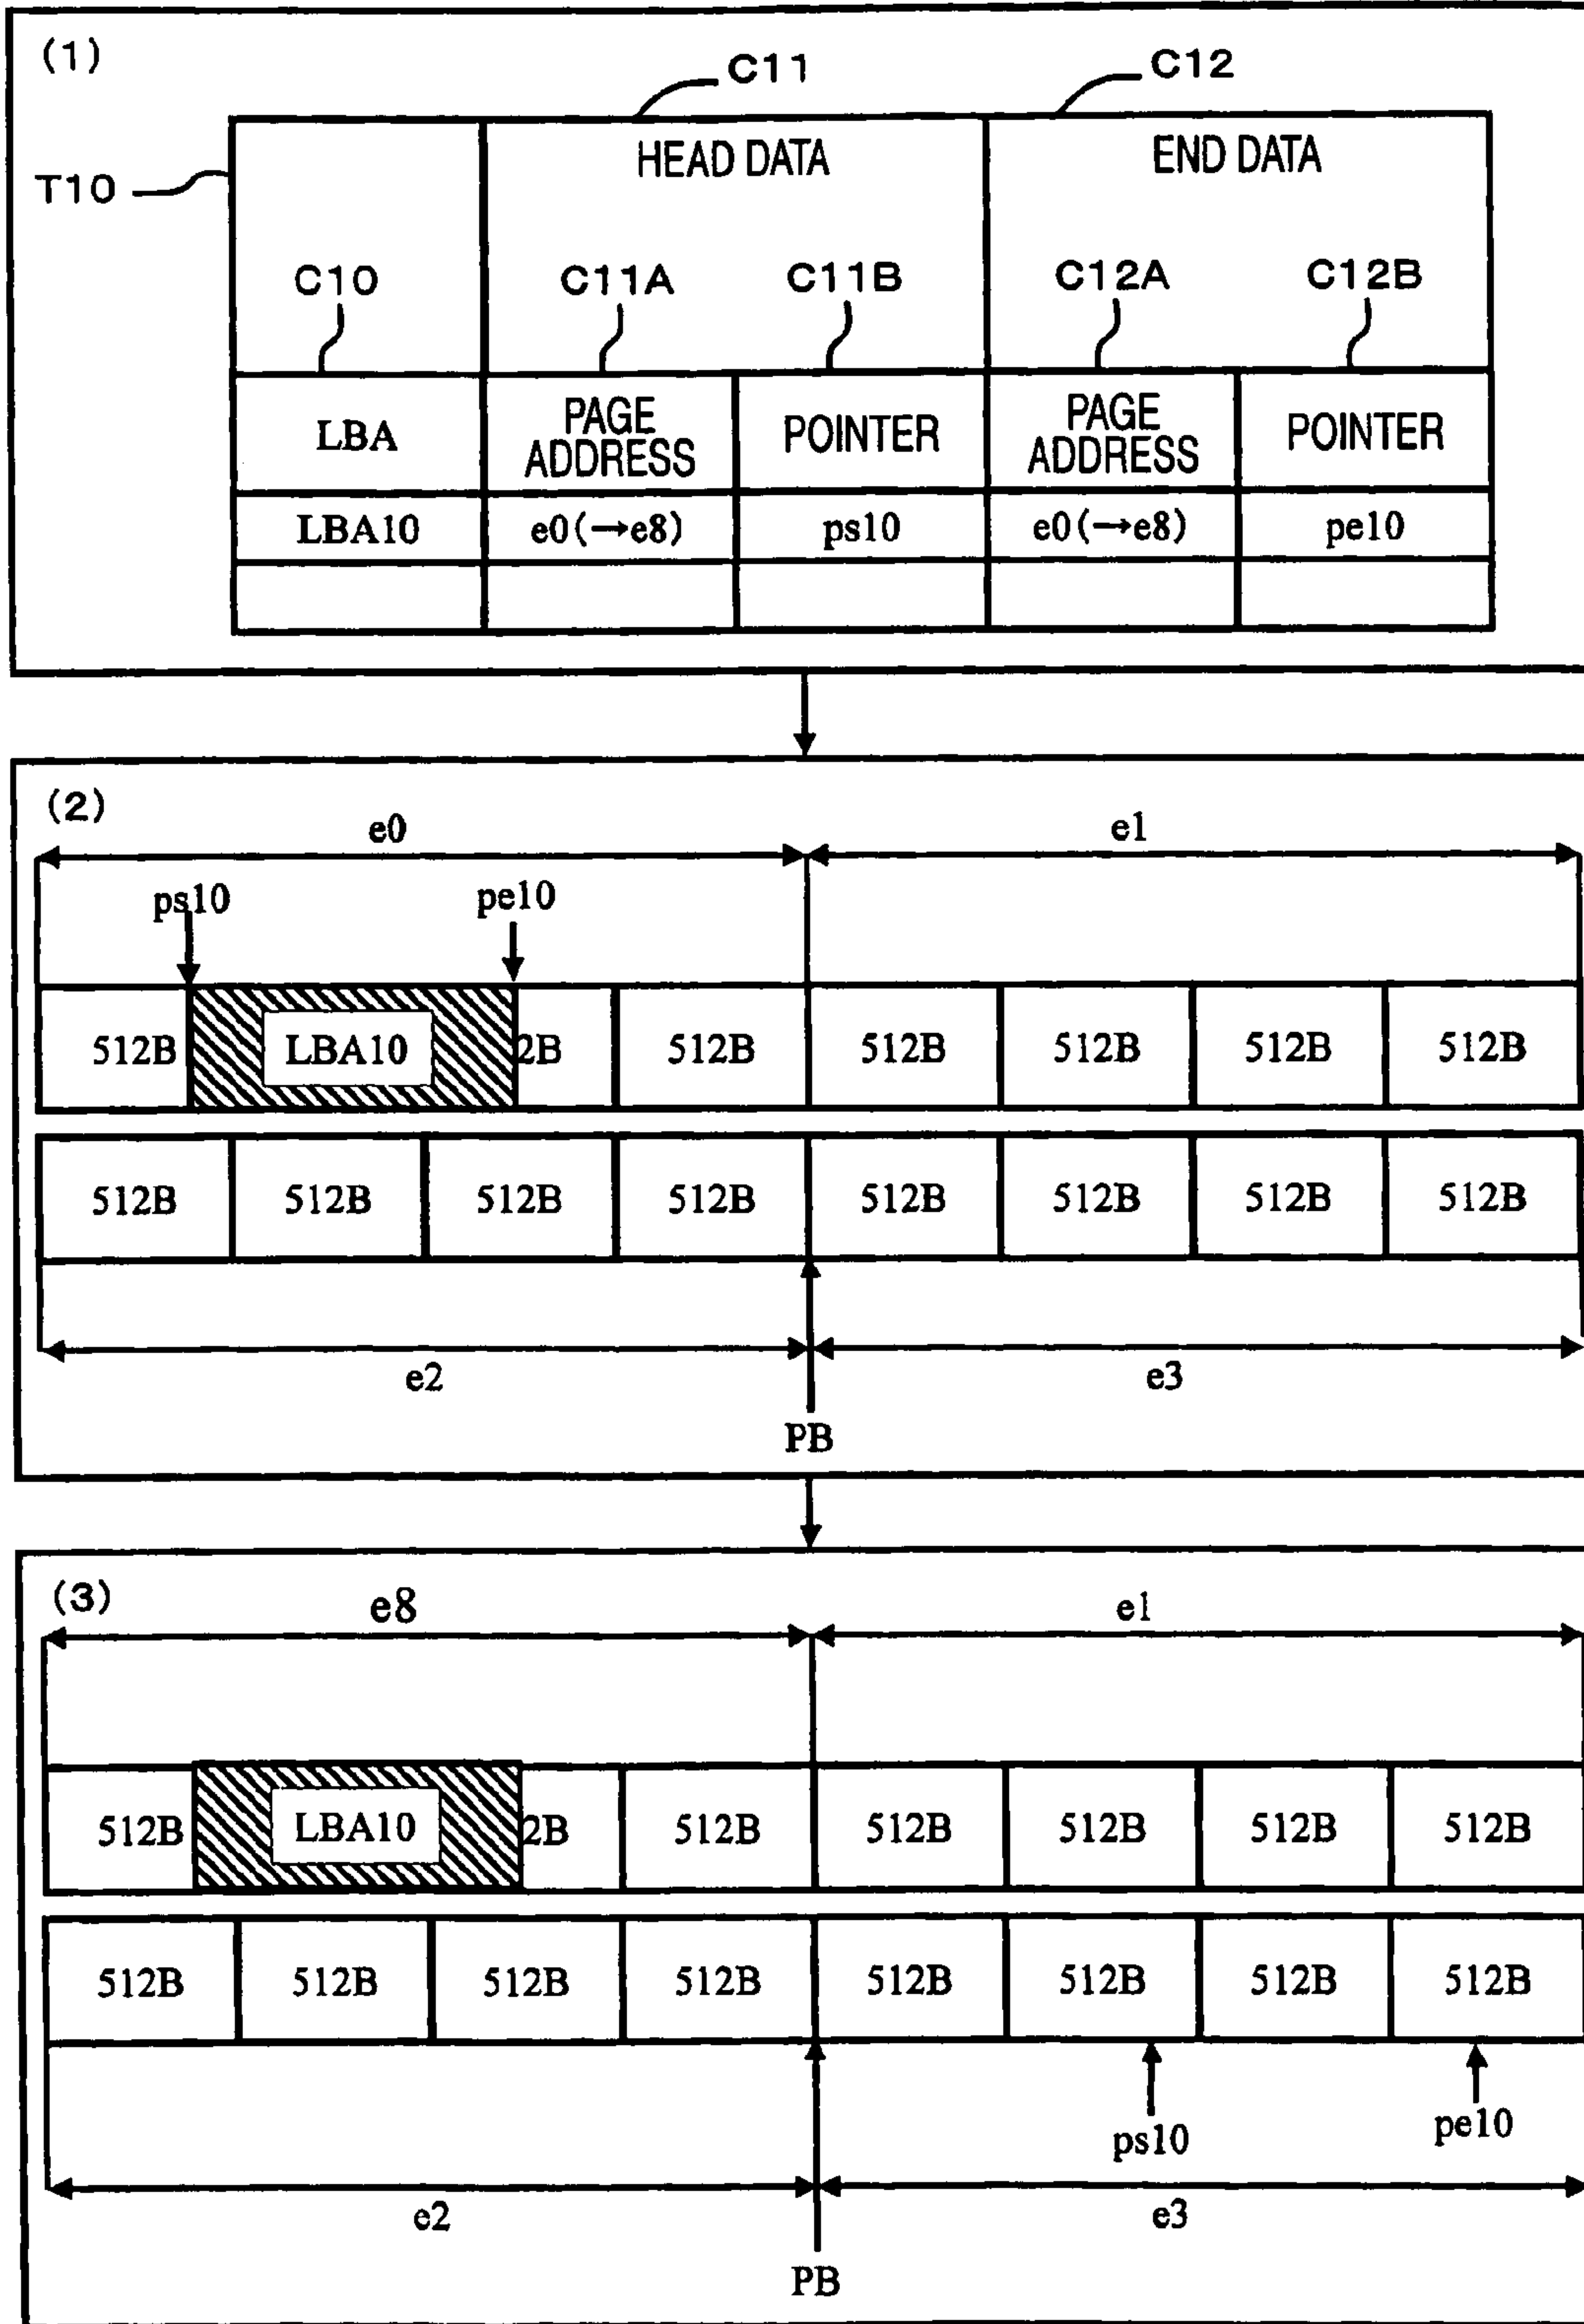 (1)
C11
C12
T10
HEAD DATA
END DATA
C10
C11A
C11B
C12A
C12B
LBA
PAGE ADDRESS
POINTER
PAGE ADDRESS
POINTER
LBA10
e0(→e8)
ps10
e0(→e8)
pe10
(2)
e0
e1
ps10
pe10
512B
LBA10
2B
512B
512B
512B
512B
512B
512B
512B
512B
512B
512B
512B
512B
512B
e2
e3
PB
(3)
e8
e1
512B
LBA10
2B
512B
512B
512B
512B
512B
512B
512B
512B
512B
512B
512B
512B
512B
ps10
pe10
e2
e3
PB